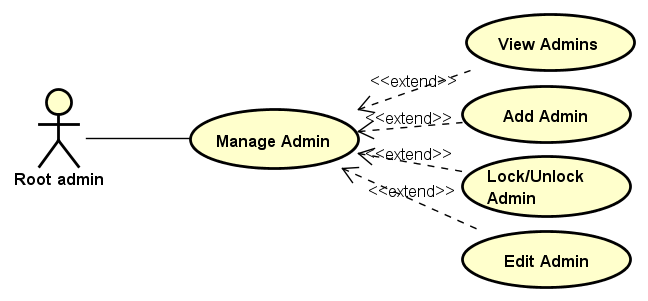 View Admins
<<extend>>
Add Admin
<<extend>>
Manage Admin
<<extend>>
Root admin
Lock/Unlock
Admin
<<extend>>
Edit Admin